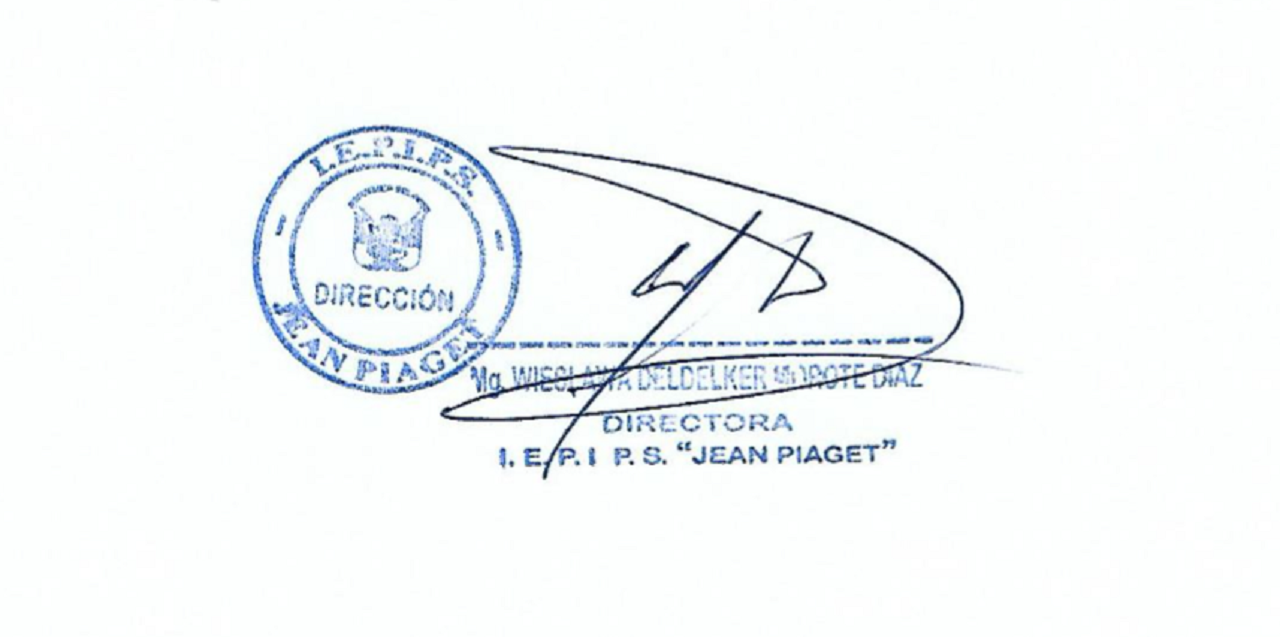 I.E.P.I.P.S.
DIRECCIÓN
JEAN PIAGET
Mg. DELDELKER DIAZ
DIRECTORA
I. E. P. I P. S. “JEAN PIAGET”